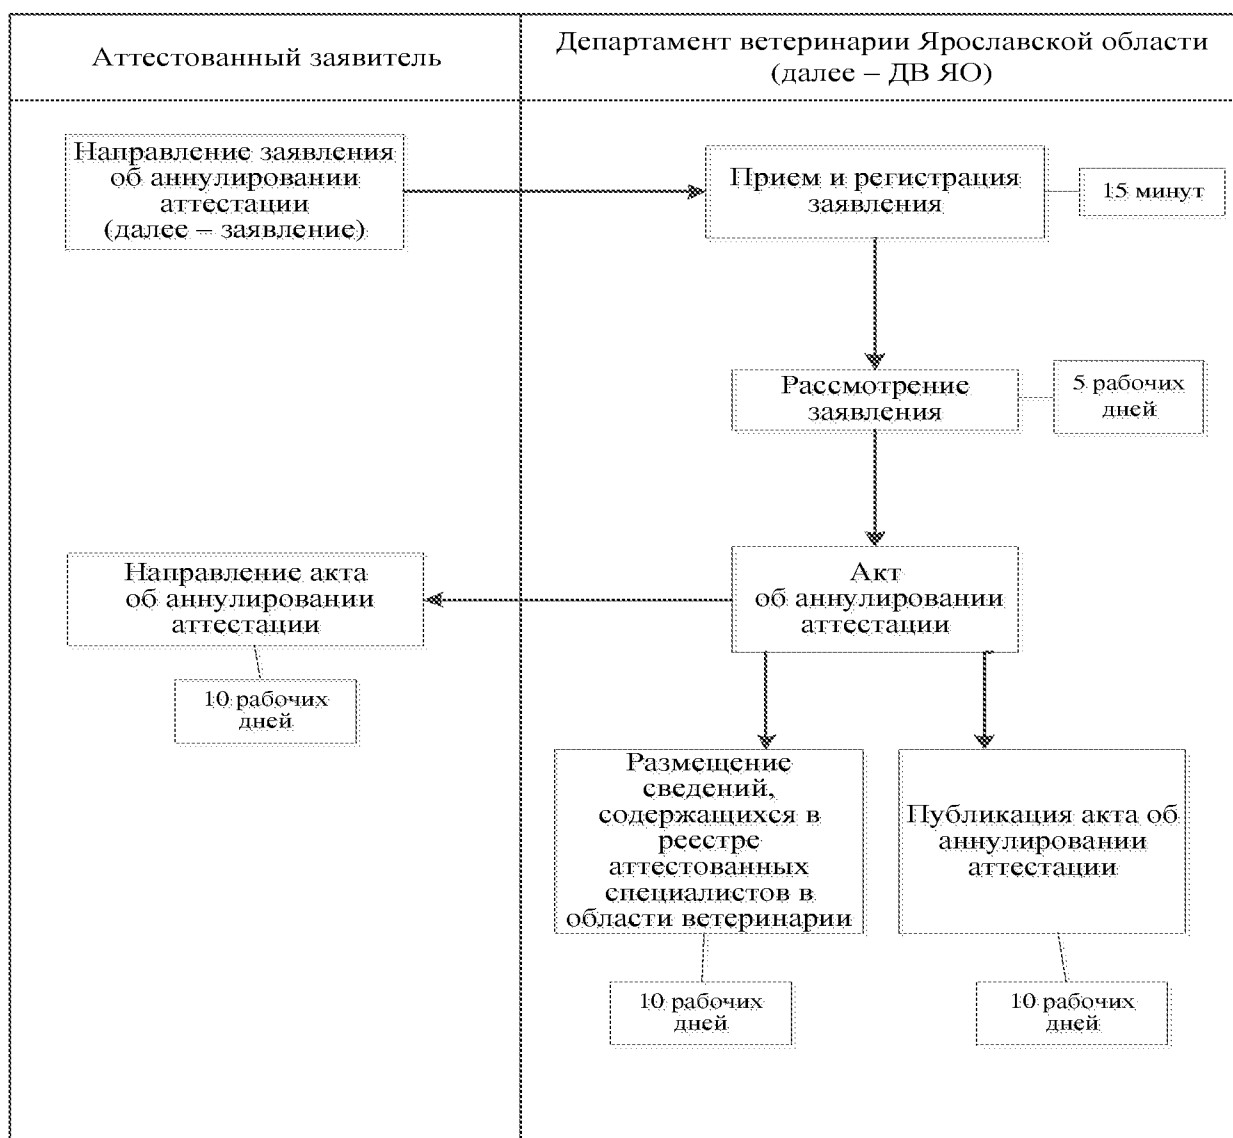 Аттестованный заявитель
Департамент ветеринарии Ярославской области
(далее – ДВ ЯО)
Направление заявления
об аннулировании
аттестации
(далее – заявление)
Прием и регистрация
заявления
15 минут
Рассмотрение
заявления
5 рабочих
дней
Направление акта
об аннулировании
аттестации
10 рабочих
дней
Акт
об аннулировании
аттестации
Размещение
сведений,
содержащихся в
реестре
аттестованных
специалистов в
области ветеринарии
10 рабочих
дней
Публикация акта об
аннулировании
аттестации
10 рабочих
дней